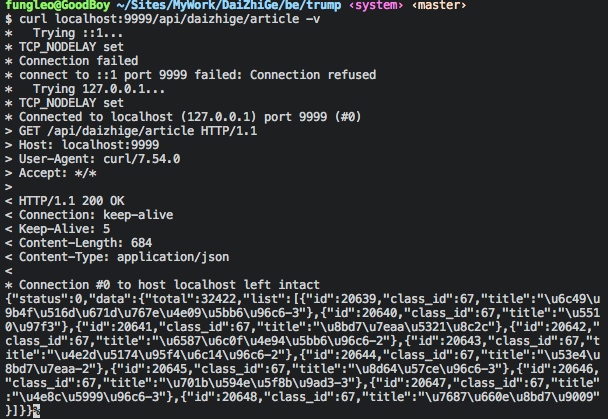 fungleo@GoodBoy ~/Sites/MyWork/DaiZhiGe/be/trump ‹system› ‹master›
$ curl localhost:9999/api/daizhige/article -v
*   Trying ::1...
* TCP_NODELAY set
* Connection failed
* connect to ::1 port 9999 failed: Connection refused
*   Trying 127.0.0.1...
* TCP_NODELAY set
* Connected to localhost (127.0.0.1) port 9999 (#0)
> GET /api/daizhige/article HTTP/1.1
> Host: localhost:9999
> User-Agent: curl/7.54.0
> Accept: */*
>
< HTTP/1.1 200 OK
< Connection: keep-alive
< Keep-Alive: 5
< Content-Length: 684
< Content-Type: application/json
<
* Connection #0 to host localhost left intact
{"status":0,"data":{"total":32422,"list":[{"id":20639,"class_id":67,"title":"\u6c49\u
9b4f\u516d\u671d\u767e\u4e09\u5bb6\u96c6-3"},{"id":20640,"class_id":67,"title":"\u551
0\u97f3"},{"id":20641,"class_id":67,"title":"\u8bd7\u7eaa\u5321\u8c2c"},{"id":20642,"
class_id":67,"title":"\u6587\u6c0f\u4e94\u5bb6\u96c6-2"},{"id":20643,"class_id":67,"t
itle":"\u4e2d\u5174\u95f4\u6c14\u96c6-2"},{"id":20644,"class_id":67,"title":"\u53e4\u
8bd7\u7eaa-2"},{"id":20645,"class_id":67,"title":"\u8d64\u57ce\u96c6-3"},{"id":20646,
"class_id":67,"title":"\u701b\u594e\u5f8b\u9ad3-3"},{"id":20647,"class_id":67,"title"
:"\u4e8c\u5999\u96c6-3"},{"id":20648,"class_id":67,"title":"\u7687\u660e\u8bd7\u9009"
}]}}%